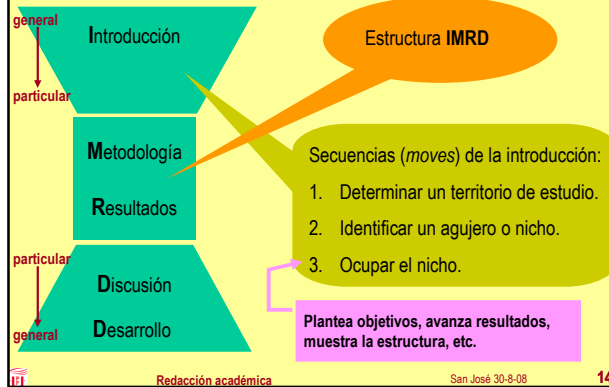 general
Introducción
particular
Metodología
Resultados
particular
Discusión
Desarrollo
general
Estructura IMRD
Secuencias (moves) de la introducción:
1. Determinar un territorio de estudio.
2. Identificar un agujero o nicho.
3. Ocupar el nicho.
Plantea objetivos, avanza resultados,
muestra la estructura, etc.
Redacción académica
San José 30-8-08
14